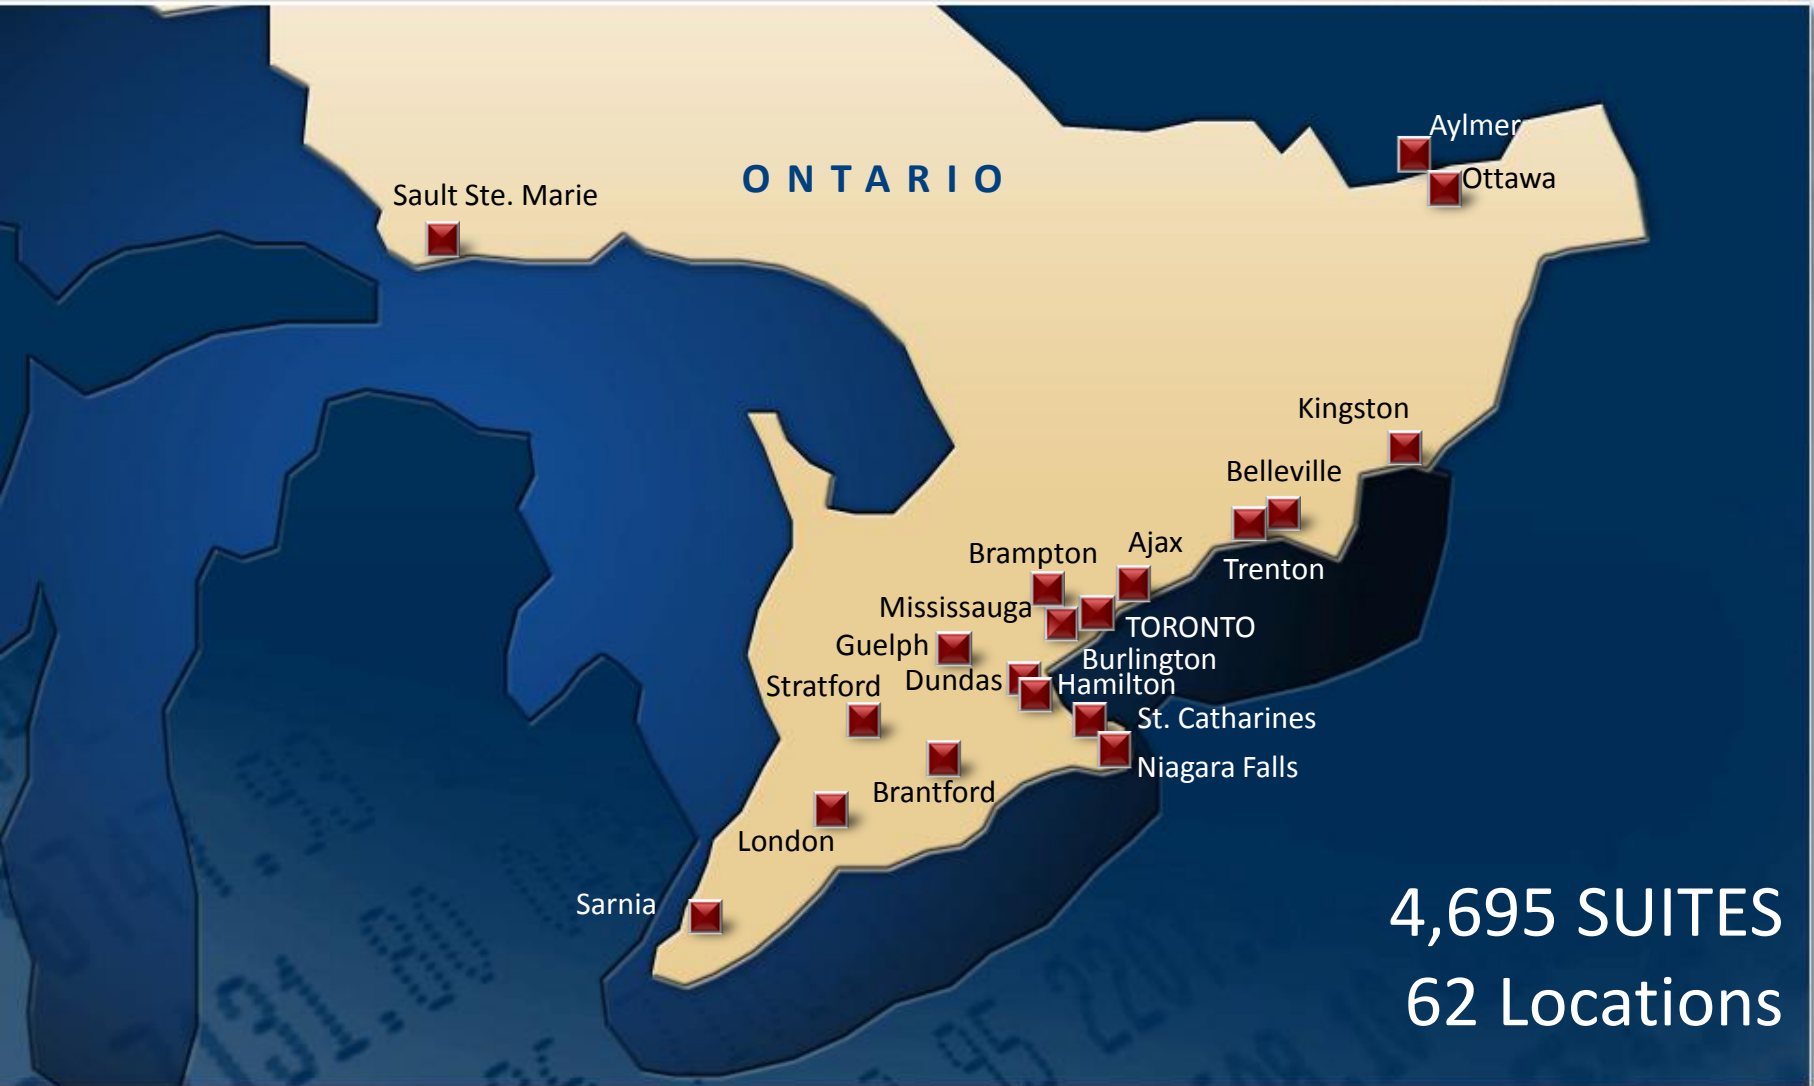 Aylmer
ONTARIO
Ottawa
Sault Ste. Marie
Kingston
Belleville
Ajax
Brampton
Trenton
Mississauga
TORONTO
Guelph
Burlington
Dundas
Hamilton
Stratford
St. Catharines
Niagara Falls
Brantford
London
Sarnia
4,695 SUITES
62 Locations